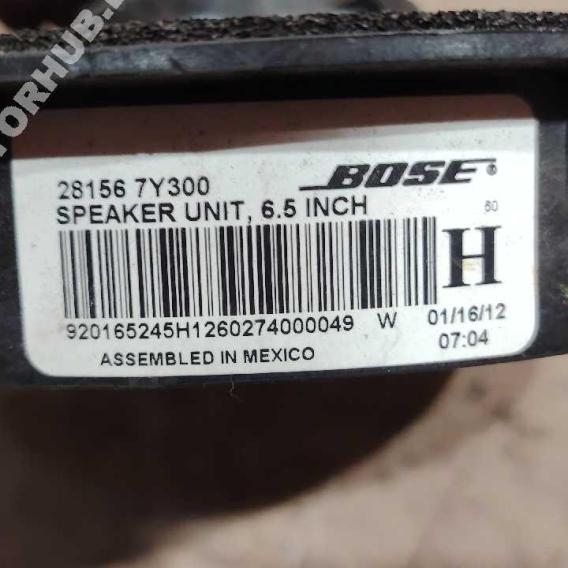 28156 7Y300
BOSE®
SPEAKER UNIT, 6.5 INCH
60
H
920165245H1260274000049 W
01/16/12
07:04
ASSEMBLED IN MEXICO